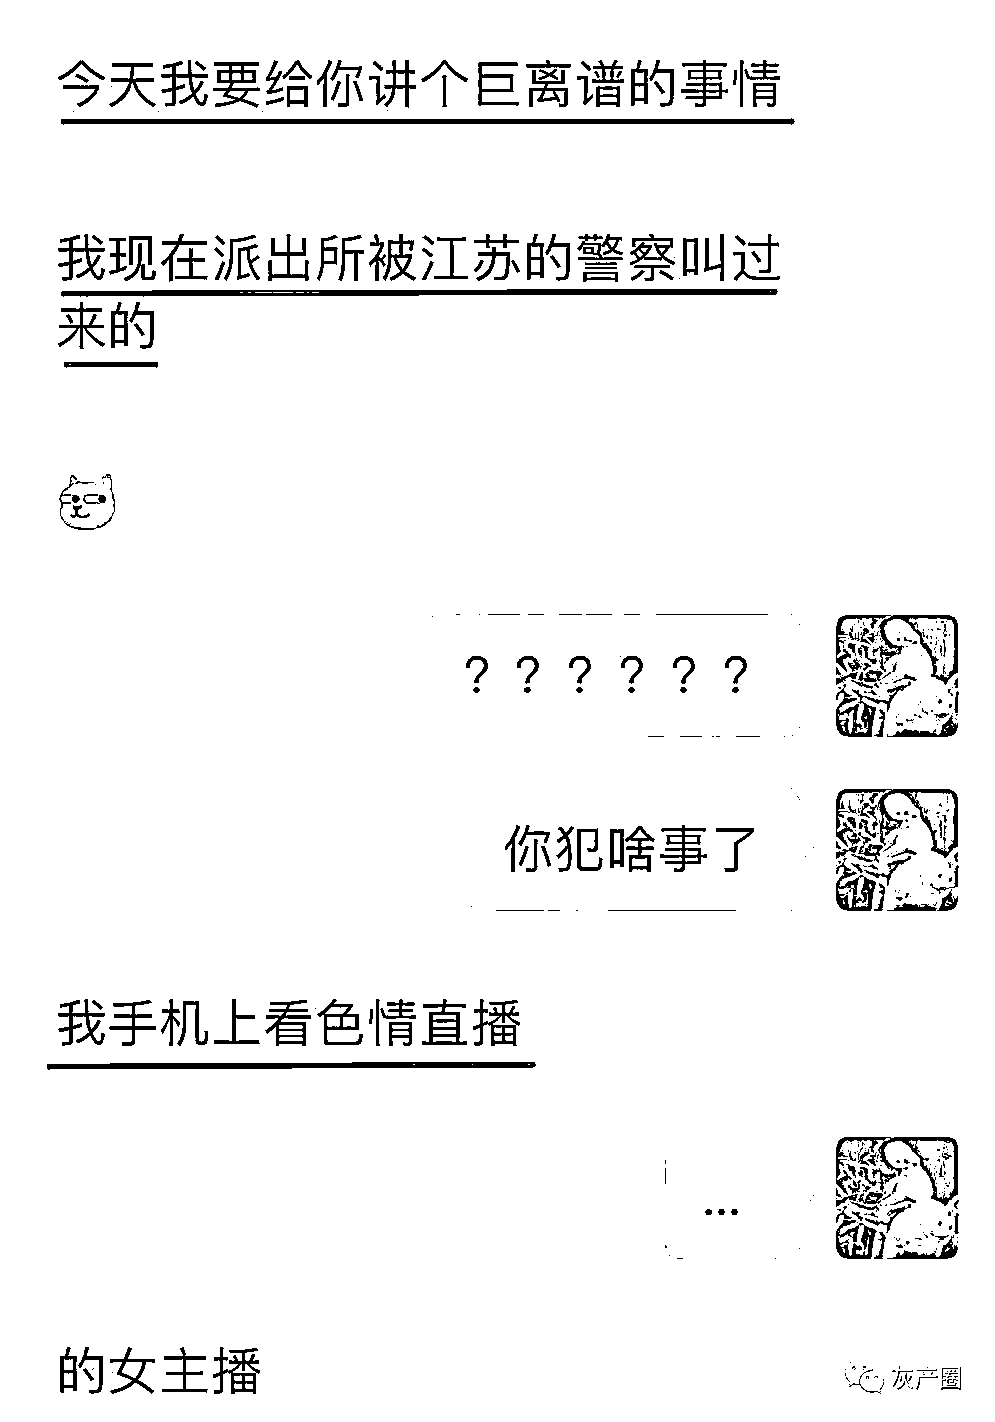 今天我要给你讲个巨离谱的事情
我现在派出所被江苏的警察叫过
来的
？？？？？？
你犯啥事了
我手机上看色情直播
...
的女主播
灰产圈